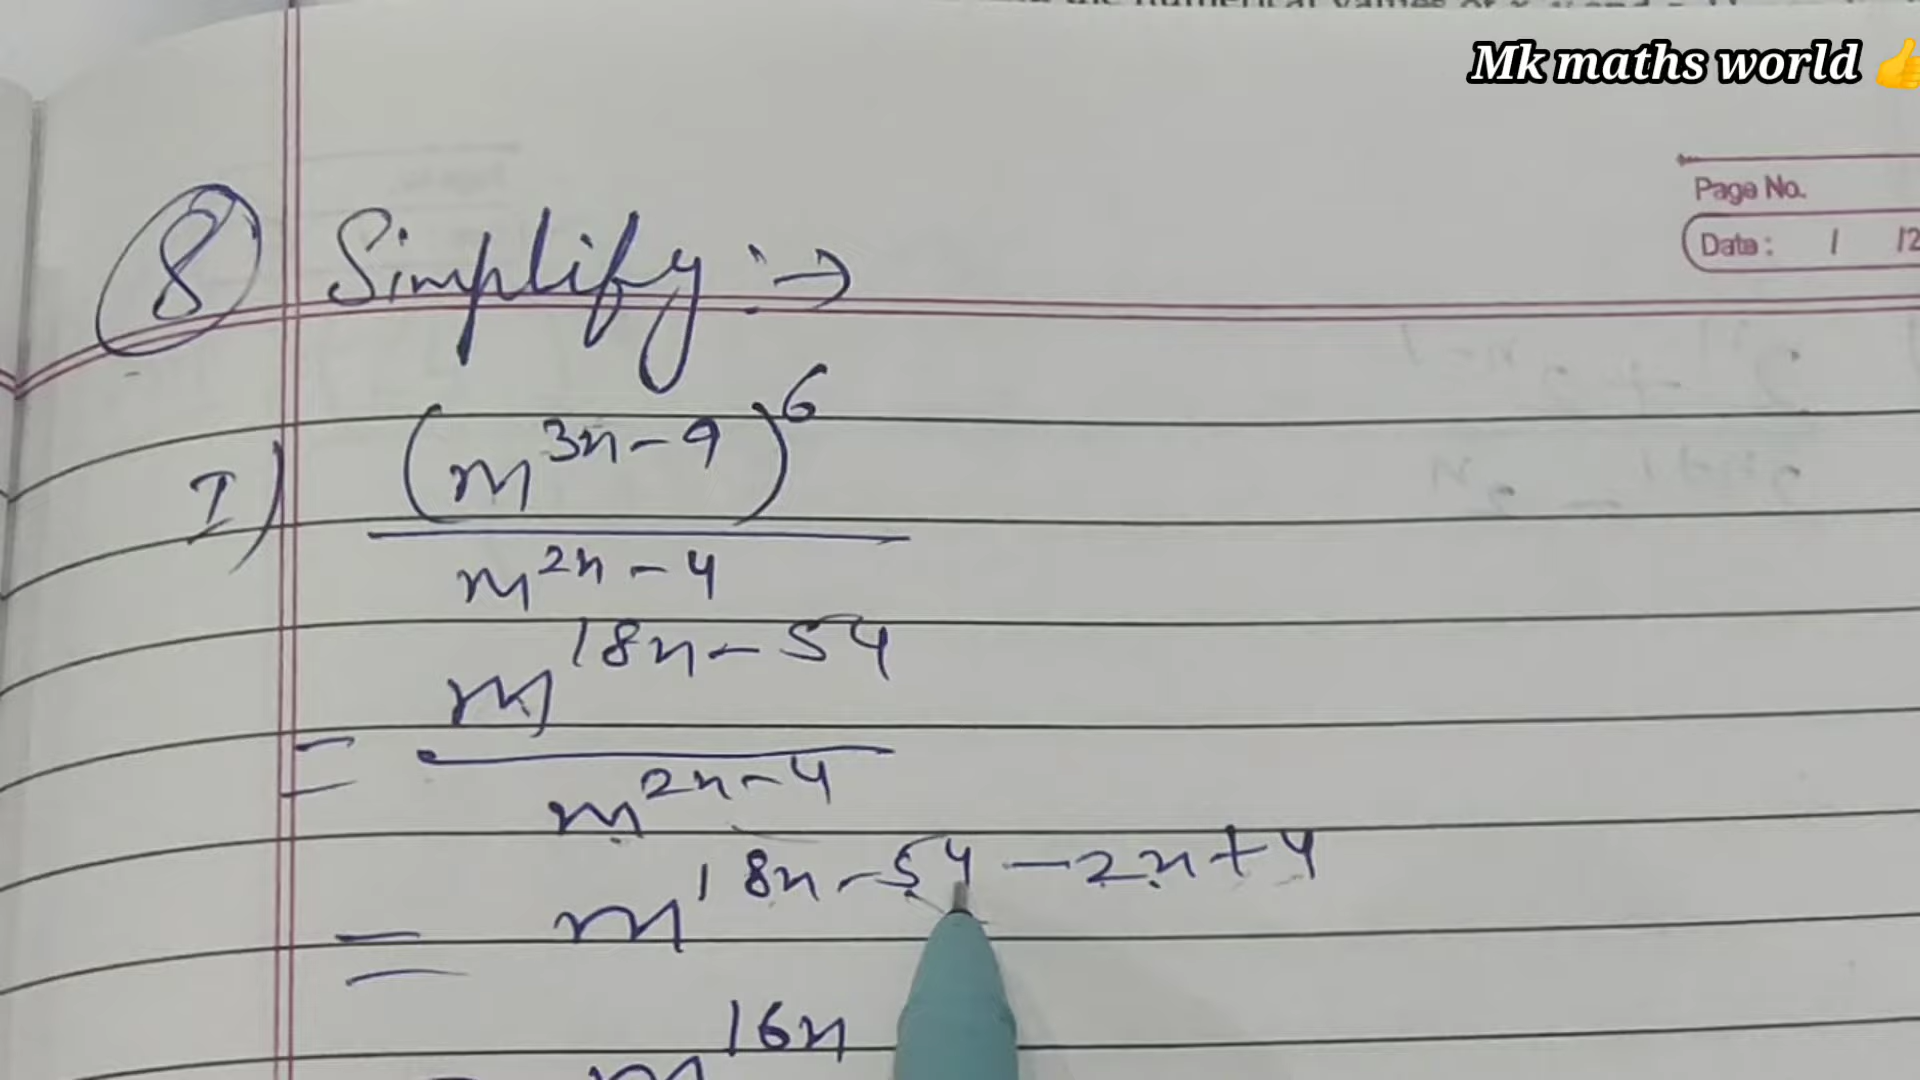 Mk maths world 👍
Page No.
Date: / /2
8 Simplify :→
I) (m^{3n-9})^6
m^{2n-4}
= m^{18n-54}
m^{2n-4}
= m^{18n-54-2n+4}
m^{16n}